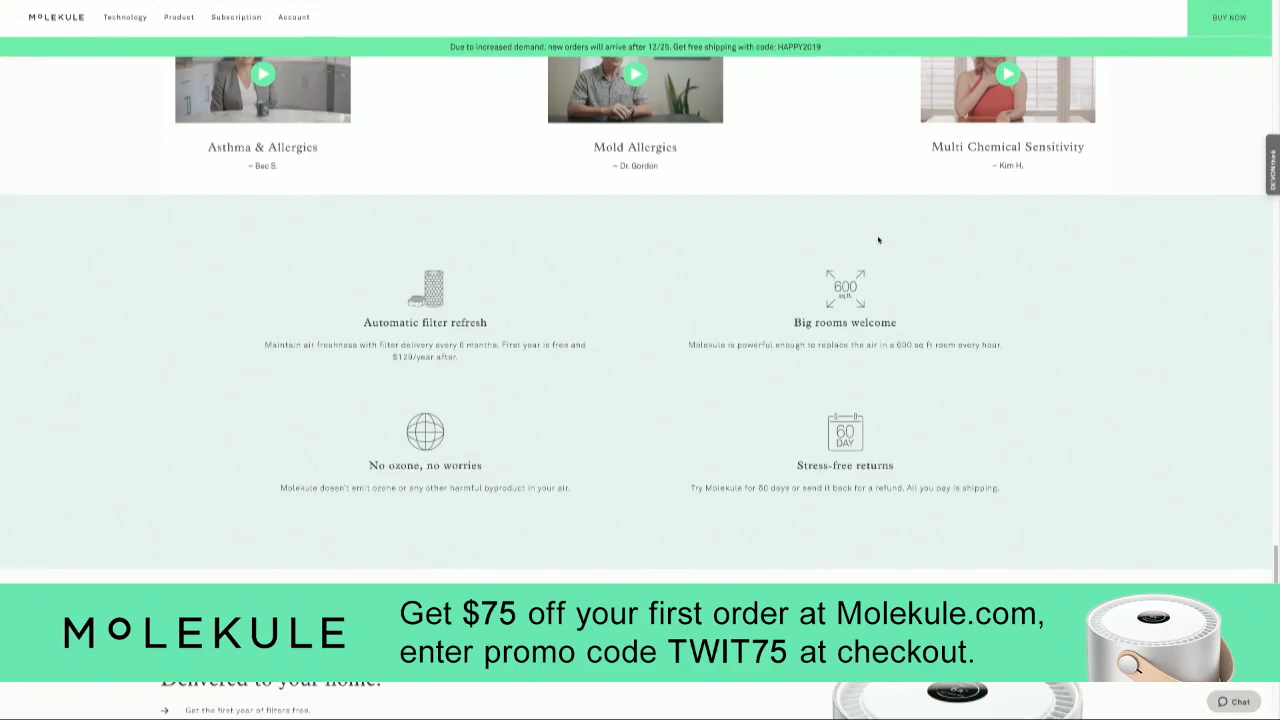 MOLEKULE Technology Product Subscription Account BUY NOW
Due to increased demand, new orders will arrive after 12/25. Get free shipping with code: HAPPY2019
Asthma & Allergies Mold Allergies Multi Chemical Sensitivity
– Bec S. – Dr. Gordon – Kim H.
600
sq ft.
Automatic filter refresh
Maintain air freshness with filter delivery every 6 months. First year is free and
$129/year after.
Big rooms welcome
Molekule is powerful enough to replace the air in a 600 sq ft room every hour.
60
DAY
No ozone, no worries
Molekule doesn't emit ozone or any other harmful byproduct in your air.
Stress-free returns
Try Molekule for 60 days or send it back for a refund. All you pay is shipping.
MOLEKULE
Get $75 off your first order at Molekule.com,
enter promo code TWIT75 at checkout.
Delivered to your home.
→ Get the first year of filters free.
Chat